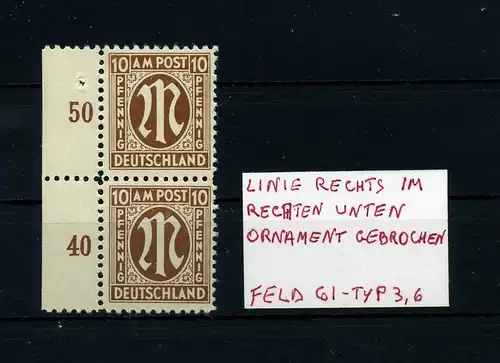 50
10 AM POST 10
PFENNIG
PFENNIG
M
DEUTSCHLAND
40
10 AM POST 10
PFENNIG
PFENNIG
M
DEUTSCHLAND
LINIE RECHTS IM
RECHTEN UNTEN
ORNAMENT GEBROCHEN
FELD 61-TYP 3,6